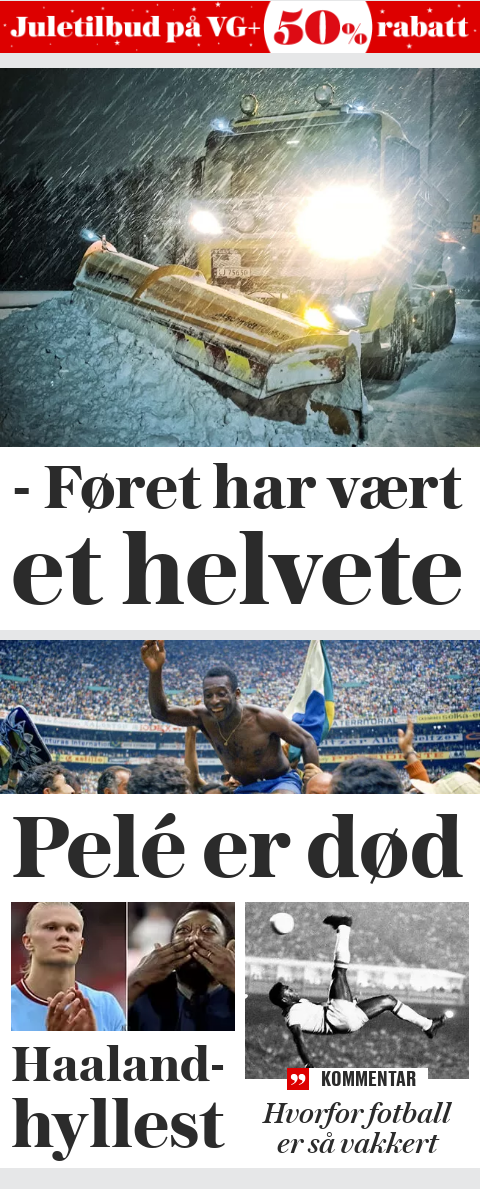 Juletilbud på VG+ 50% rabatt
- Føret har vært
et helvete
Pelé er død
Haaland-
hyllest
KOMMENTAR
Hvorfor fotball
er så vakkert